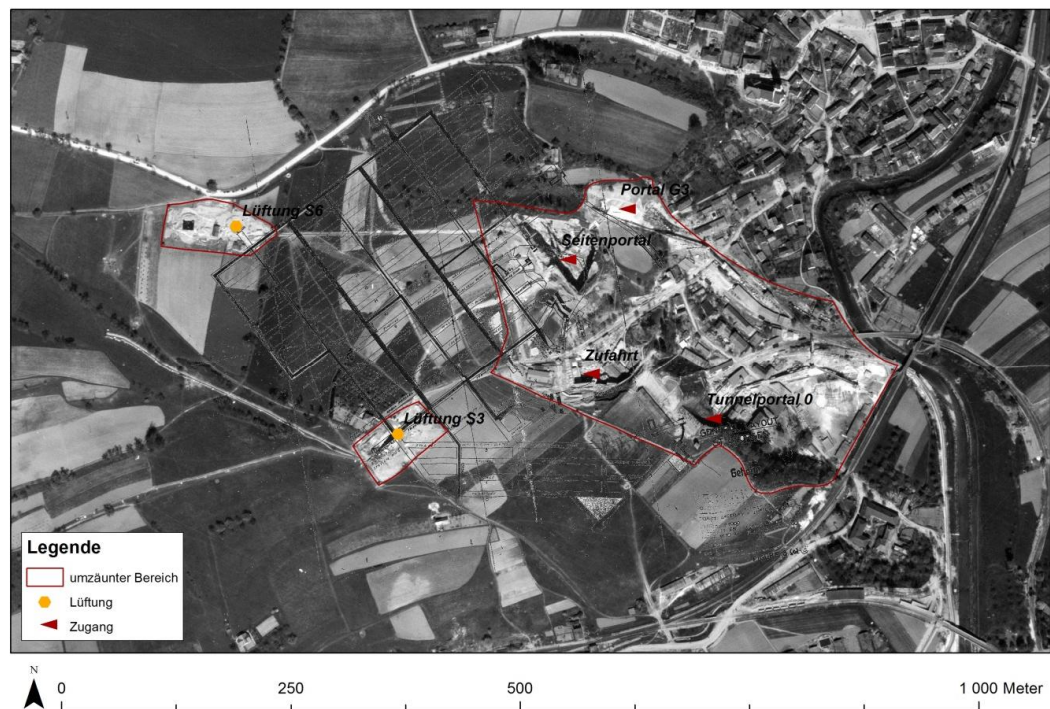 Portal G3
Lüftung S6
Seitenportal
Zufahrt
Tunnelportal 0
Lüftung S3
LAYOUT
Legende
umzäunter Bereich
Lüftung
Zugang
N
0
250
500
1 000 Meter